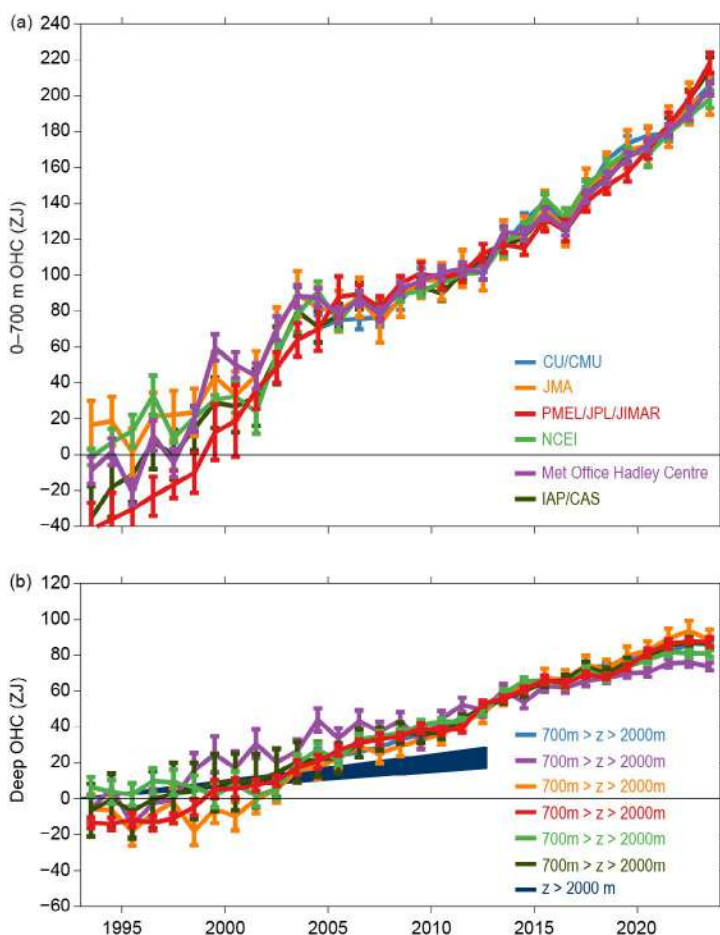 (a)
240
220
200
180
160
140
120
100
80
60
40
20
0
−20
−40
0–700 m OHC (ZJ)
CU/CMU
JMA
PMEL/JPL/JIMAR
NCEI
Met Office Hadley Centre
IAP/CAS
(b)
120
100
80
60
40
20
0
−20
−40
−60
Deep OHC (ZJ)
700m > z > 2000m
700m > z > 2000m
700m > z > 2000m
700m > z > 2000m
700m > z > 2000m
700m > z > 2000m
z > 2000 m
1995 2000 2005 2010 2015 2020